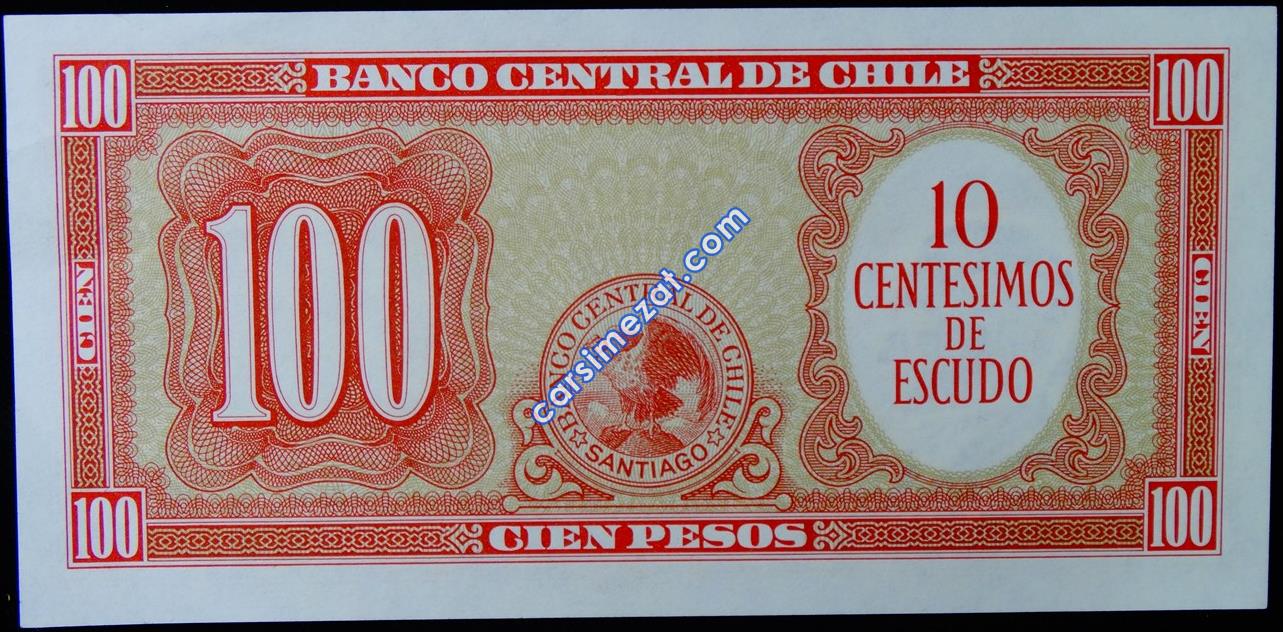 100
BANCO CENTRAL DE CHILE
100
CIEN
100
10
CENTESIMOS
DE
ESCUDO
CIEN
BANCO CENTRAL DE CHILE
SANTIAGO
carsimezat.com
100
CIEN PESOS
100